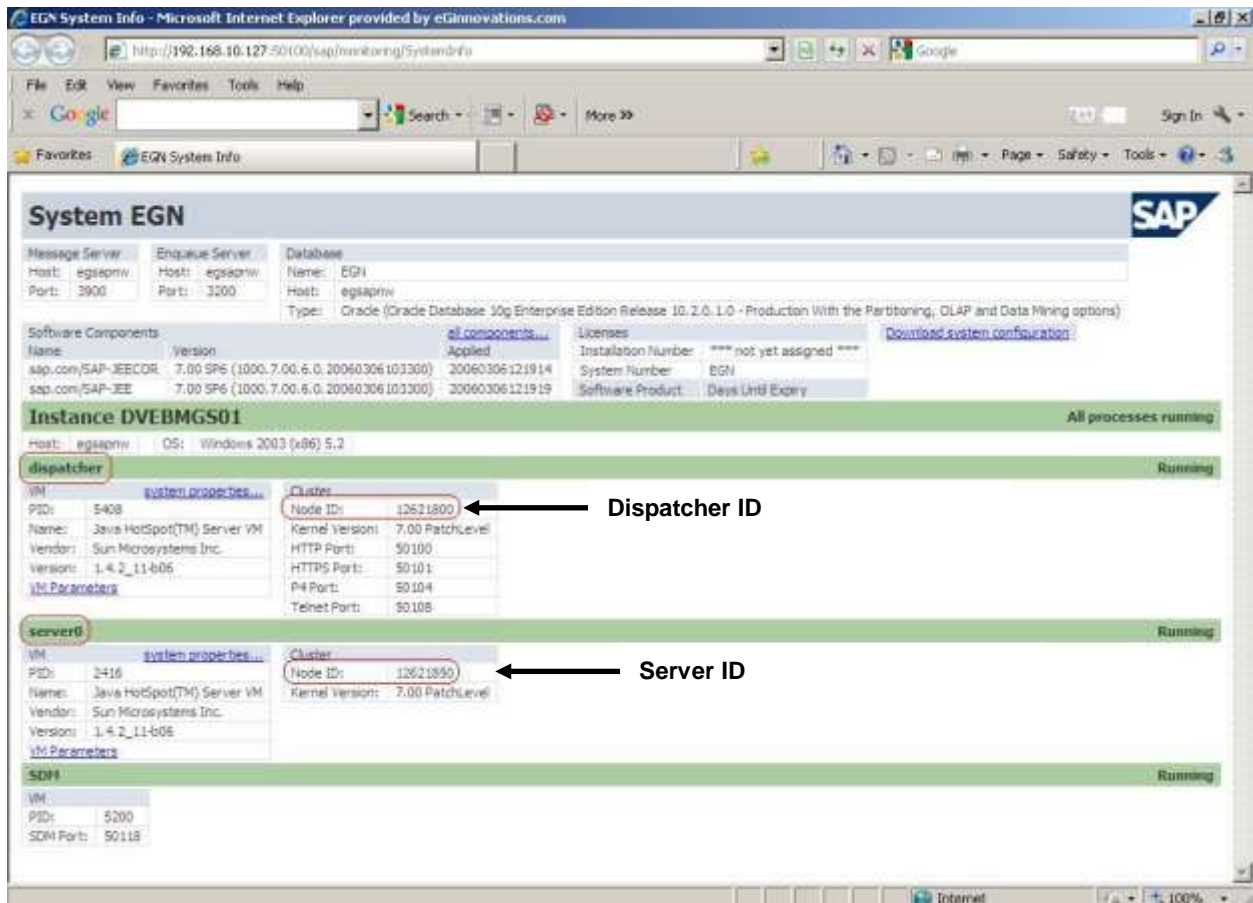 EGN System Info - Microsoft Internet Explorer provided by eGinnovations.com
http://192.168.10.127:50100/sap/monitoring/SystemInfo
Google
File Edit View Favorites Tools Help
Google Search More >> Sign In
Favorites EGN System Info Page Safety Tools
System EGN
SAP
Message Server Enqueue Server Database
Host: egsapnw Host: egsapnw Name: EGN
Port: 3900 Port: 3200 Host: egsapnw
Type: Oracle (Oracle Database 10g Enterprise Edition Release 10.2.0.1.0 - Production With the Partitioning, OLAP and Data Mining options)
Software Components all components... Licenses Download system configuration
Name Version Applied Installation Number *** not yet assigned ***
sap.com/SAP-JEECOR 7.00 SP6 (1000.7.00.6.0.20060306103300) 20060306121914 System Number EGN
sap.com/SAP-JEE 7.00 SP6 (1000.7.00.6.0.20060306103300) 20060306121919 Software Product Days Until Expiry
Instance DVEBMGS01 All processes running
Host: egsapnw OS: Windows 2003 (x86) 5.2
dispatcher Running
VM system properties... Cluster
PID: 5408 Node ID: 12621800 Dispatcher ID
Name: Java HotSpot(TM) Server VM Kernel Version: 7.00 PatchLevel
Vendor: Sun Microsystems Inc. HTTP Port: 50100
Version: 1.4.2_11-b06 HTTPS Port: 50101
VM Parameters P4 Port: 50104
Telnet Port: 50108
server0 Running
VM system properties... Cluster
PID: 2416 Node ID: 12621850 Server ID
Name: Java HotSpot(TM) Server VM Kernel Version: 7.00 PatchLevel
Vendor: Sun Microsystems Inc.
Version: 1.4.2_11-b06
VM Parameters
SDM Running
VM
PID: 5200
SDM Port: 50118
Internet 100%